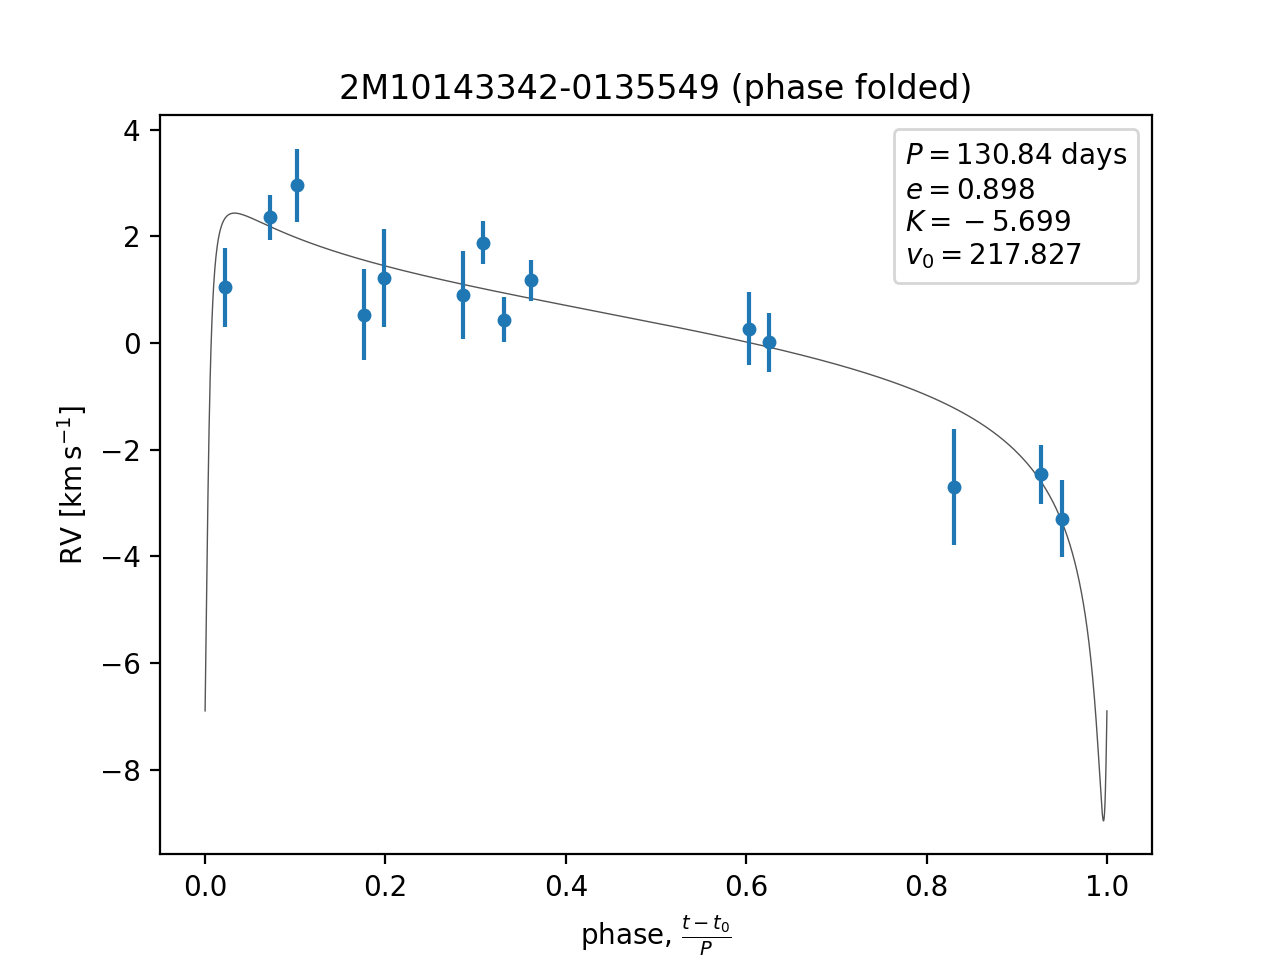 2M10143342-0135549 (phase folded)
P = 130.84 days
e = 0.898
K = −5.699
v₀ = 217.827
4
2
0
−2
−4
−6
−8
RV [km s⁻¹]
0.0 0.2 0.4 0.6 0.8 1.0
phase, (t − t₀)/P